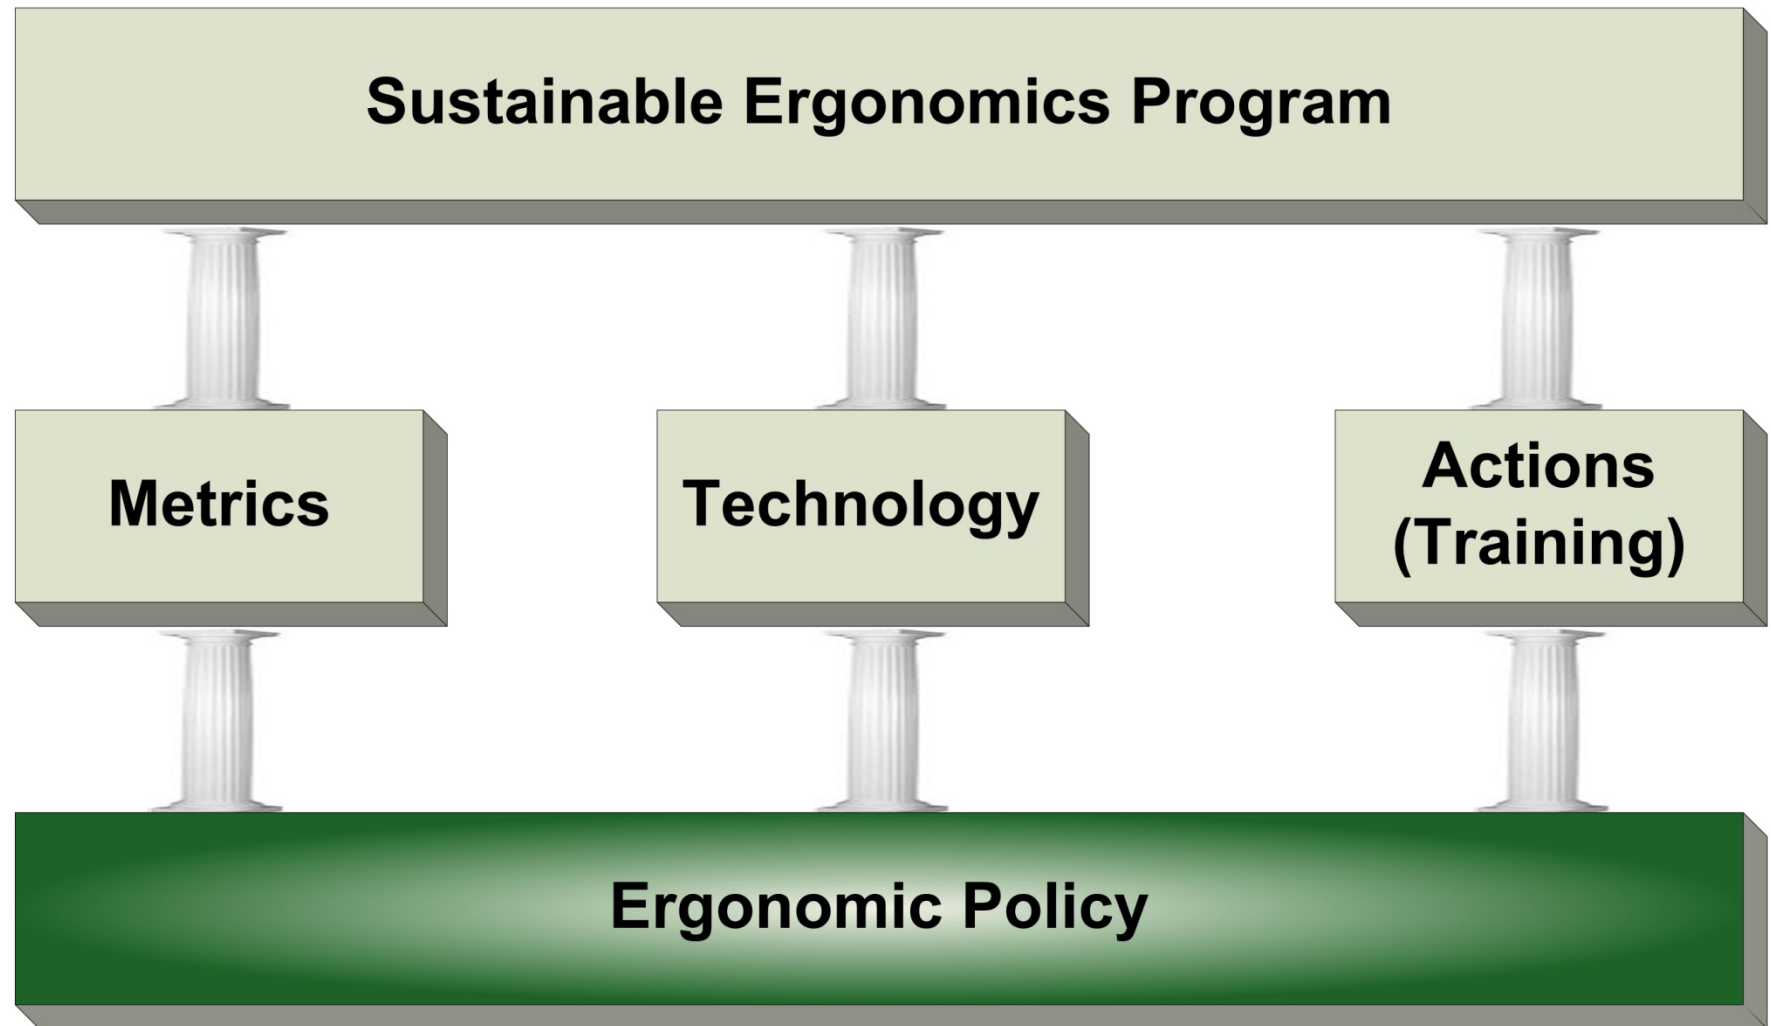 Sustainable Ergonomics Program
Metrics
Technology
Actions
(Training)
Ergonomic Policy